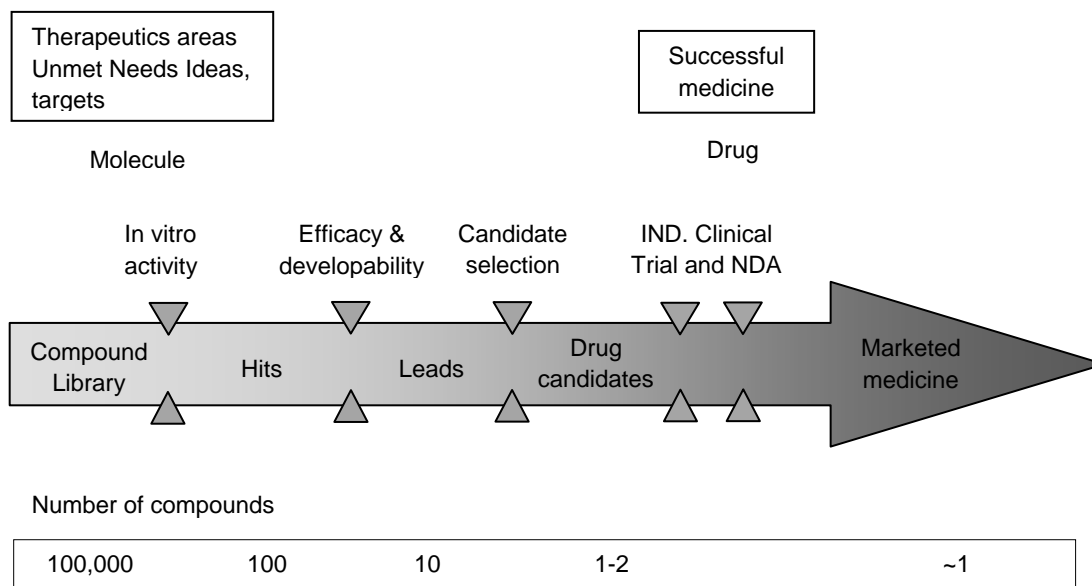 Therapeutics areas
Unmet Needs Ideas,
targets
Successful
medicine
Molecule
Drug
In vitro
activity
Efficacy &
developability
Candidate
selection
IND. Clinical
Trial and NDA
Compound
Library
Hits
Leads
Drug
candidates
Marketed
medicine
Number of compounds
100,000 100 10 1-2 ~1